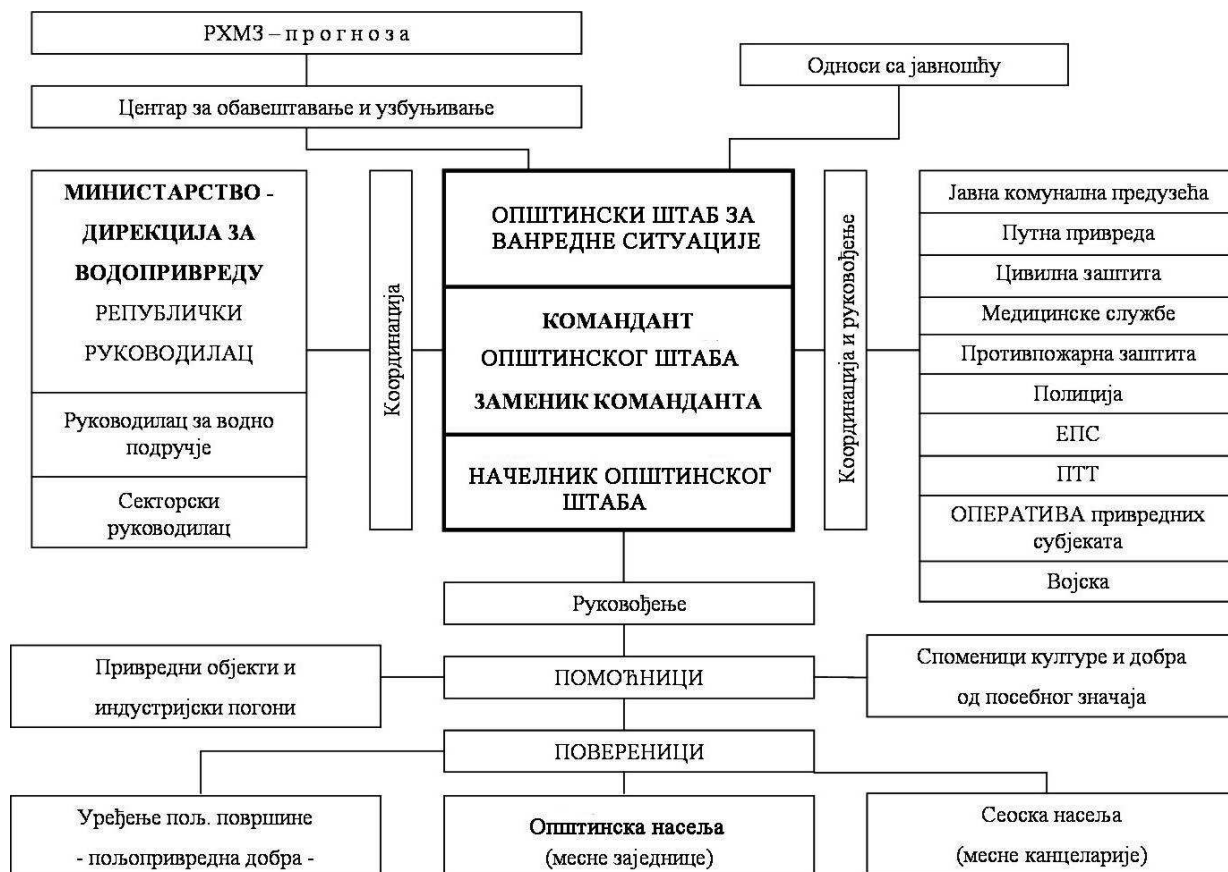 РХМЗ – п р о г н о з а
Односи са јавношћу
Центар за обавештавање и узбуњивање
МИНИСТАРСТВО -
ДИРЕКЦИЈА ЗА
ВОДОПРИВРЕДУ
РЕПУБЛИЧКИ
РУКОВОДИЛАЦ
Руководилац за водно
подручје
Секторски
руководилац
Координација
ОПШТИНСКИ ШТАБ ЗА
ВАНРЕДНЕ СИТУАЦИЈЕ
КОМАНДАНТ
ОПШТИНСКОГ ШТАБА
ЗАМЕНИК КОМАНДАНТА
НАЧЕЛНИК ОПШТИНСКОГ
ШТАБА
Координација и руковођење
Јавна комунална предузећа
Путна привреда
Цивилна заштита
Медицинске службе
Противпожарна заштита
Полиција
ЕПС
ПТТ
ОПЕРАТИВА привредних
субјеката
Војска
Руковођење
Привредни објекти и
индустријски погони
ПОМОЋНИЦИ
Споменици културе и добра
од посебног значаја
ПОВЕРЕНИЦИ
Уређење пољ. површине
- пољопривредна добра -
Општинска насеља
(месне заједнице)
Сеоска насеља
(месне канцеларије)